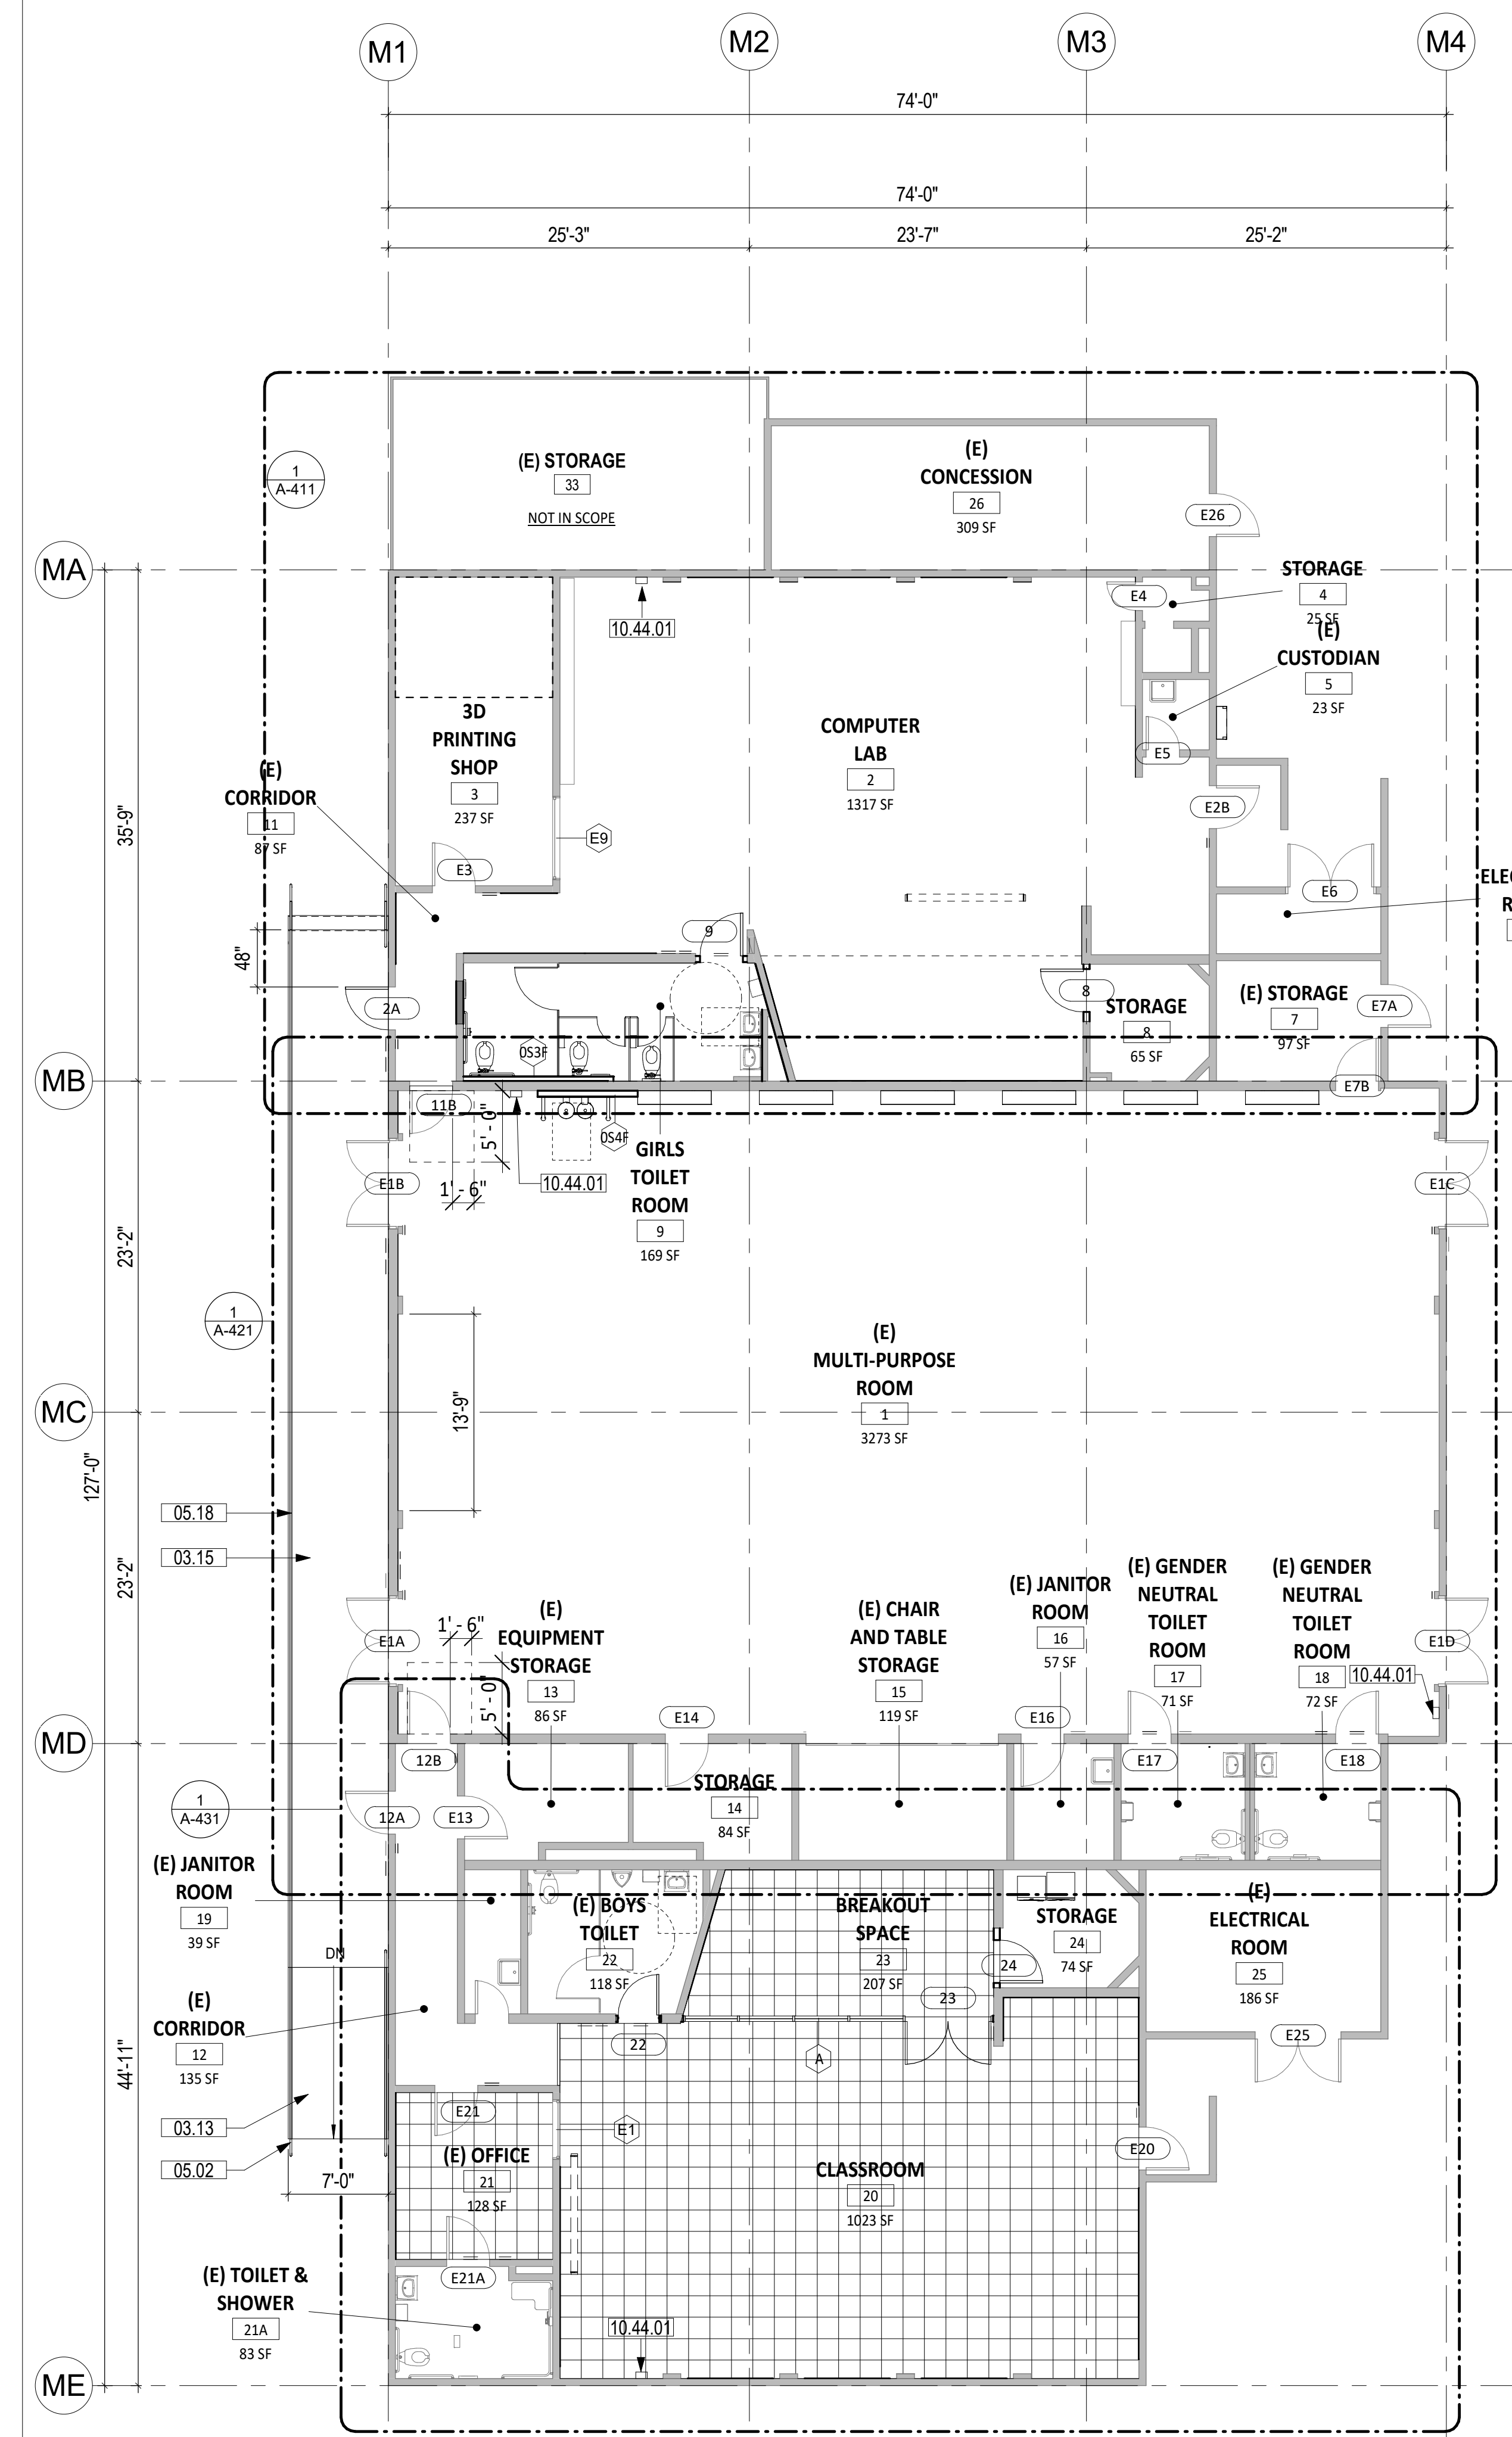 M1
M2
M3
M4
74'-0"
74'-0"
25'-3"
23'-7"
25'-2"
1
A-411
(E) STORAGE
33
NOT IN SCOPE
(E)
CONCESSION
26
309 SF
E26
MA
10.44.01
E4
STORAGE
4
25 SF
(E)
CUSTODIAN
5
23 SF
3D
PRINTING
SHOP
3
237 SF
COMPUTER
LAB
2
1317 SF
E5
E2B
(E)
CORRIDOR
11
87 SF
35'-9"
E9
E3
E6
9
48"
2A
8
STORAGE
8
65 SF
(E) STORAGE
7
97 SF
E7A
0S3F
MB
E7B
11B
5' - 0"
0S4F
1' - 6"
10.44.01
GIRLS
TOILET
ROOM
9
169 SF
E1B
E1C
23'-2"
1
A-421
(E)
MULTI-PURPOSE
ROOM
1
3273 SF
MC
13'-9"
127'-0"
05.18
03.15
23'-2"
E1A
1' - 6"
5' - 0"
(E)
EQUIPMENT
STORAGE
13
86 SF
(E) CHAIR
AND TABLE
STORAGE
15
119 SF
(E) JANITOR
ROOM
16
57 SF
(E) GENDER
NEUTRAL
TOILET
ROOM
17
71 SF
(E) GENDER
NEUTRAL
TOILET
ROOM
18
72 SF
10.44.01
E1D
E14
E16
MD
12B
E17
E18
1
A-431
12A
E13
STORAGE
14
84 SF
(E) JANITOR
ROOM
19
39 SF
(E) BOYS
TOILET
22
118 SF
BREAKOUT
SPACE
23
207 SF
STORAGE
24
74 SF
24
(E)
ELECTRICAL
ROOM
25
186 SF
DN
23
(E)
CORRIDOR
12
135 SF
22
A
E25
44'-11"
03.13
05.02
7'-0"
E21
E1
(E) OFFICE
21
128 SF
E20
CLASSROOM
20
1023 SF
E21A
(E) TOILET &
SHOWER
21A
83 SF
10.44.01
ME